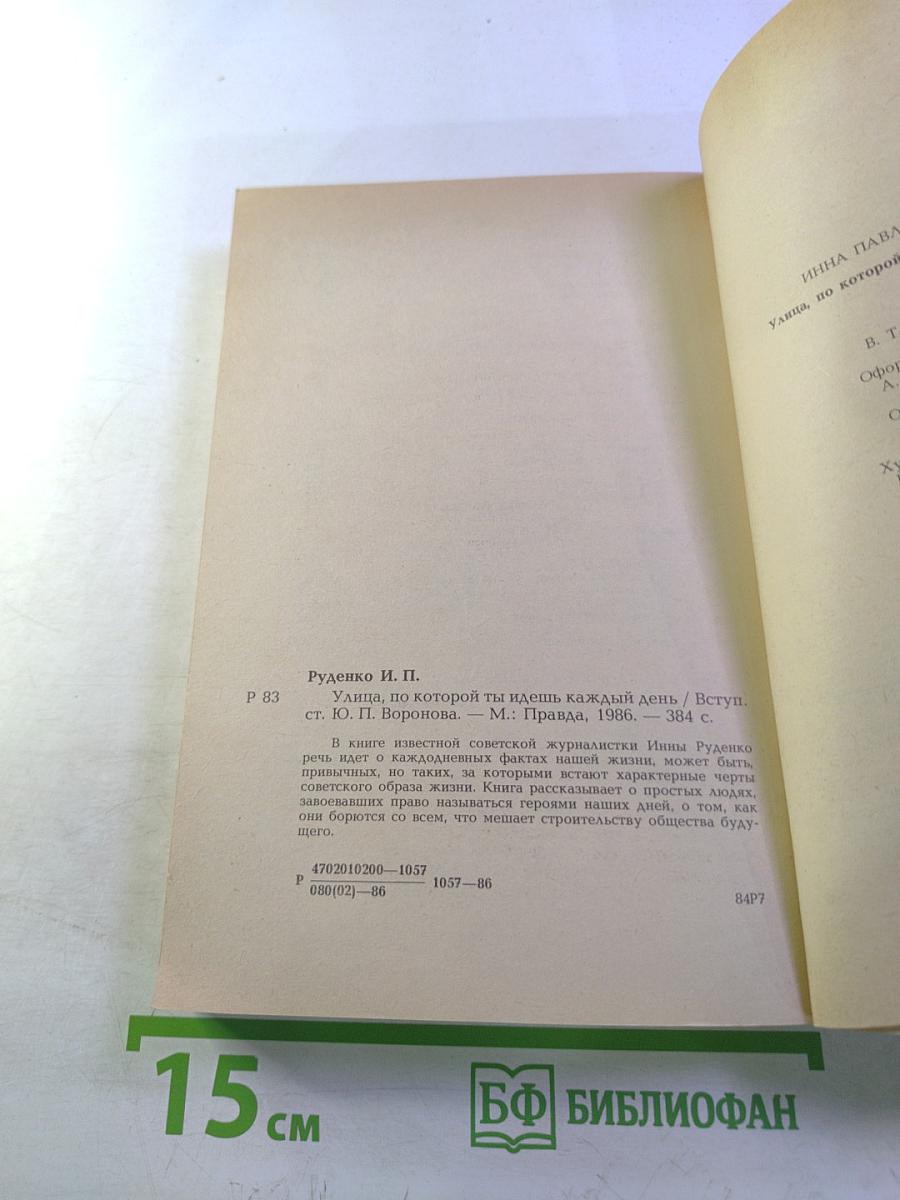 Руденко И. П.
Р 83 Улица, по которой ты идешь каждый день / Вступ.
ст. Ю. П. Воронова. — М.: Правда, 1986. — 384 с.
В книге известной советской журналистки Инны Руденко
речь идет о каждодневных фактах нашей жизни, может быть,
привычных, но таких, за которыми встают характерные черты
советского образа жизни. Книга рассказывает о простых людях,
завоевавших право называться героями наших дней, о том, как
они борются со всем, что мешает строительству общества буду-
щего.
Р 4702010200—1057
080(02)—86
1057—86
84Р7
ИННА ПАВЛ
Улица, по которой
В. Т
Офор
А.
Ху
15 см
БФ БИБЛИОФАН